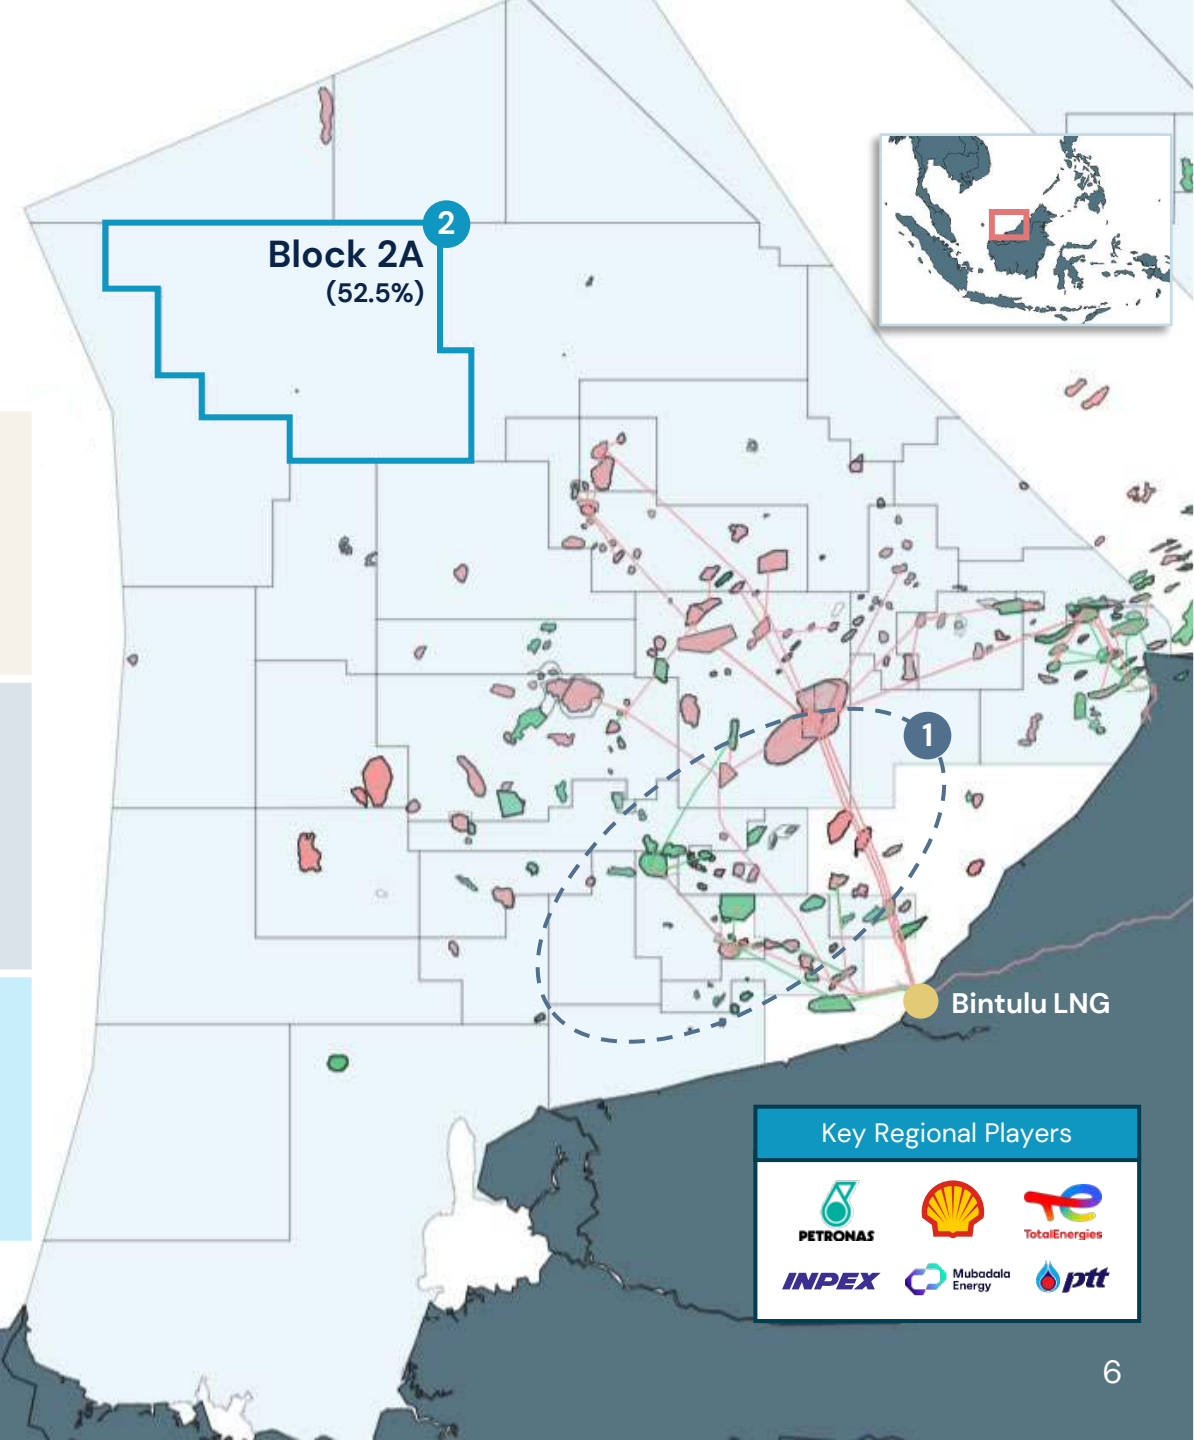 2
Block 2A
(52.5%)
1
Bintulu LNG
Key Regional Players
PETRONAS
TotalEnergies
INPEX
Mubadala
Energy
ptt
6